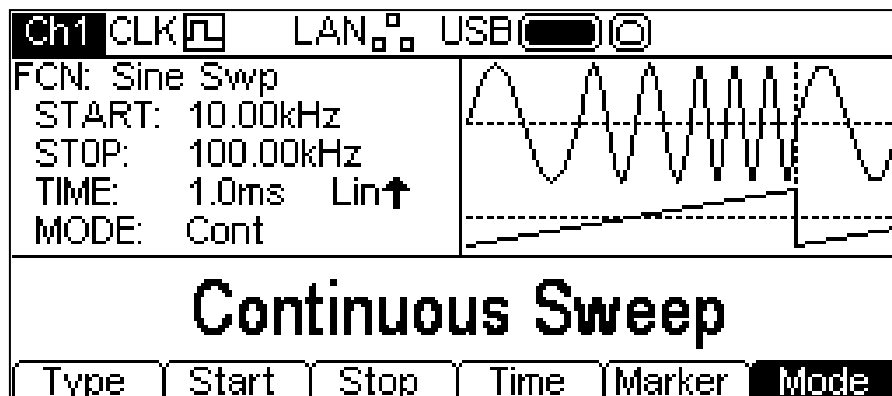 Ch1 CLK LAN USB
FCN: Sine Swp
START: 10.00kHz
STOP: 100.00kHz
TIME: 1.0ms Lin↑
MODE: Cont
Continuous Sweep
Type Start Stop Time Marker Mode